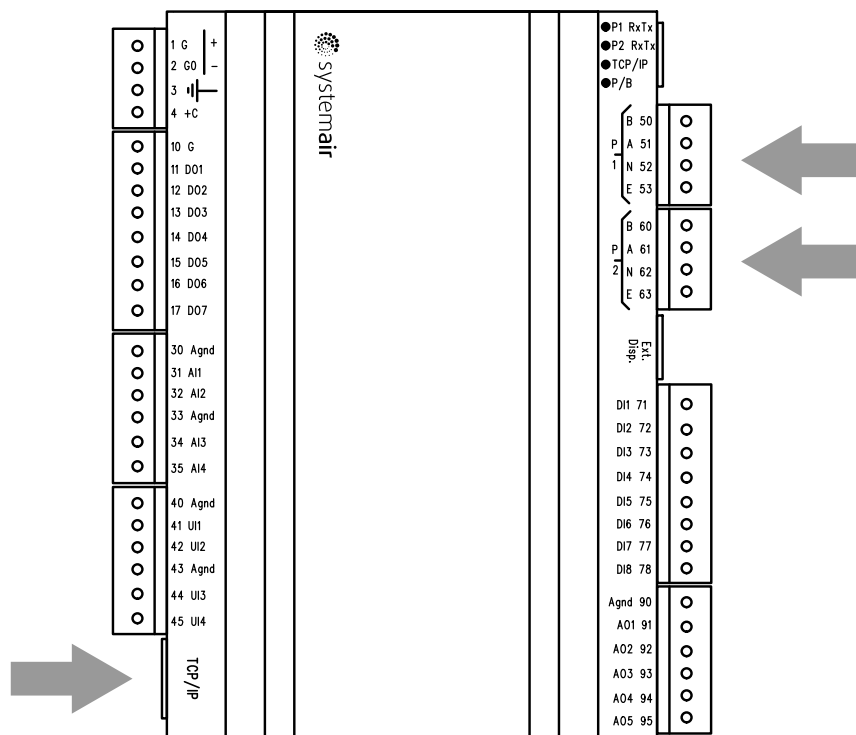 1 G +
2 G0 -
3
4 +C
10 G
11 DO1
12 DO2
13 DO3
14 DO4
15 DO5
16 DO6
17 DO7
30 Agnd
31 AI1
32 AI2
33 Agnd
34 AI3
35 AI4
40 Agnd
41 UI1
42 UI2
43 Agnd
44 UI3
45 UI4
TCP/IP
systemair
P1 RxTx
P2 RxTx
TCP/IP
P/B
P
1
B 50
A 51
N 52
E 53
P
2
B 60
A 61
N 62
E 63
Ext.
Disp.
DI1 71
DI2 72
DI3 73
DI4 74
DI5 75
DI6 76
DI7 77
DI8 78
Agnd 90
AO1 91
AO2 92
AO3 93
AO4 94
AO5 95